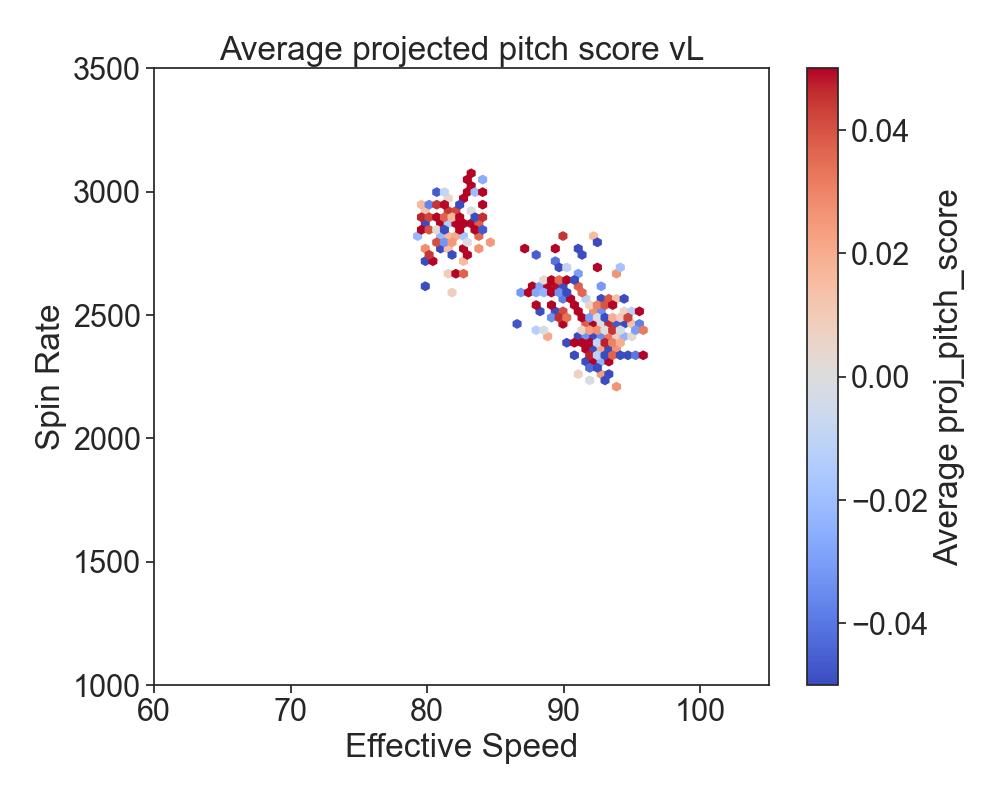 Average projected pitch score vL
3500
3000
2500
2000
1500
1000
Spin Rate
60 70 80 90 100
Effective Speed
0.04
0.02
0.00
−0.02
−0.04
Average proj_pitch_score